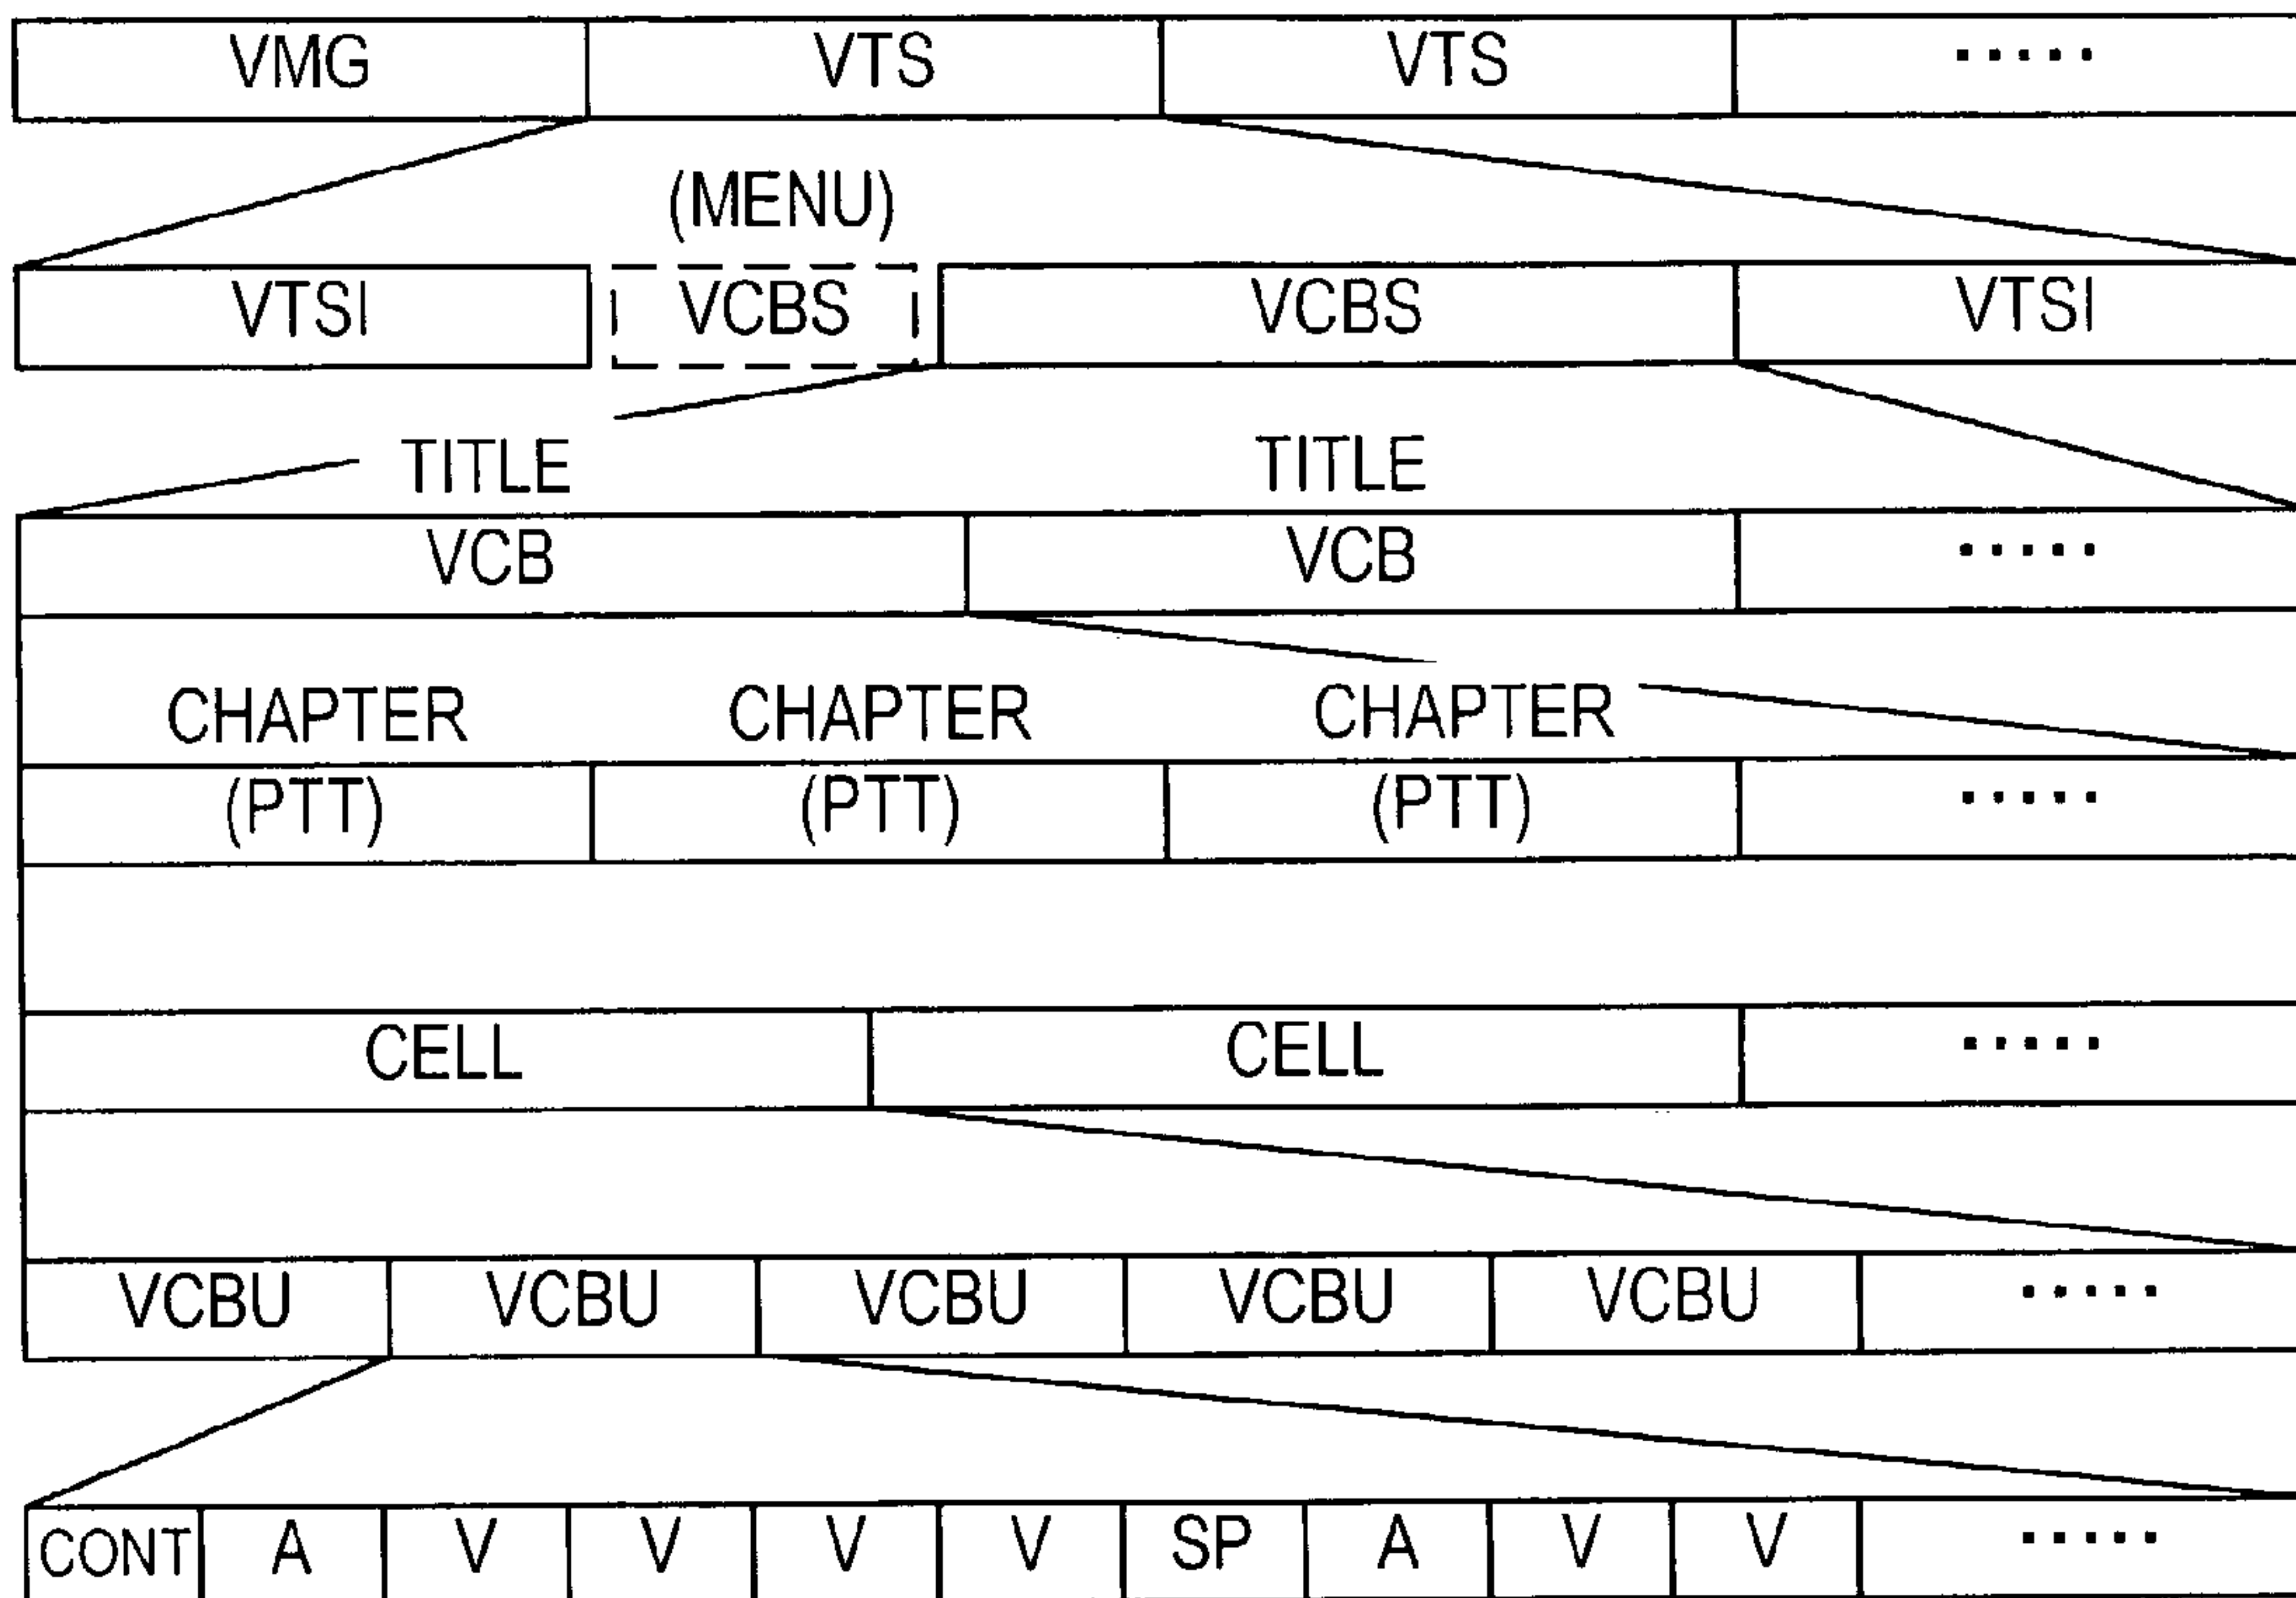 VMG VTS VTS .....
(MENU)
VTSI VCBS VCBS VTSI
TITLE TITLE
VCB VCB .....
CHAPTER CHAPTER CHAPTER
(PTT) (PTT) (PTT) .....
CELL CELL .....
VCBU VCBU VCBU VCBU VCBU .....
CONT A V V V V SP A V V .....